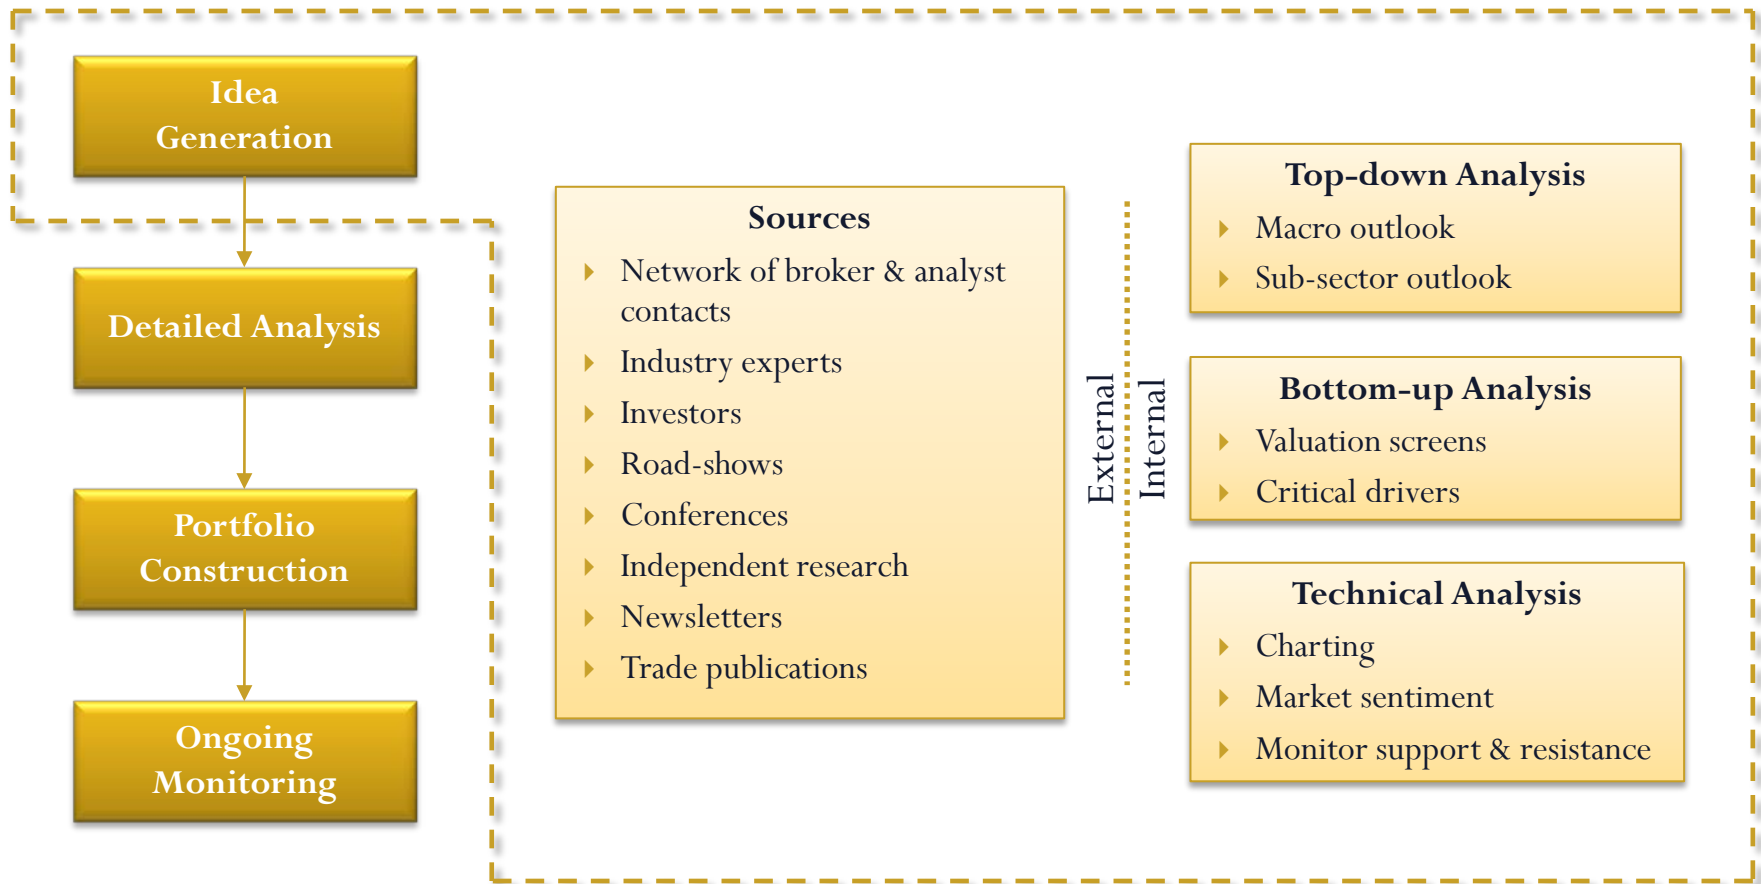 Idea
Generation
Detailed Analysis
Portfolio
Construction
Ongoing
Monitoring
Sources
Network of broker & analyst
contacts
Industry experts
Investors
Road-shows
Conferences
Independent research
Newsletters
Trade publications
External
Internal
Top-down Analysis
Macro outlook
Sub-sector outlook
Bottom-up Analysis
Valuation screens
Critical drivers
Technical Analysis
Charting
Market sentiment
Monitor support & resistance